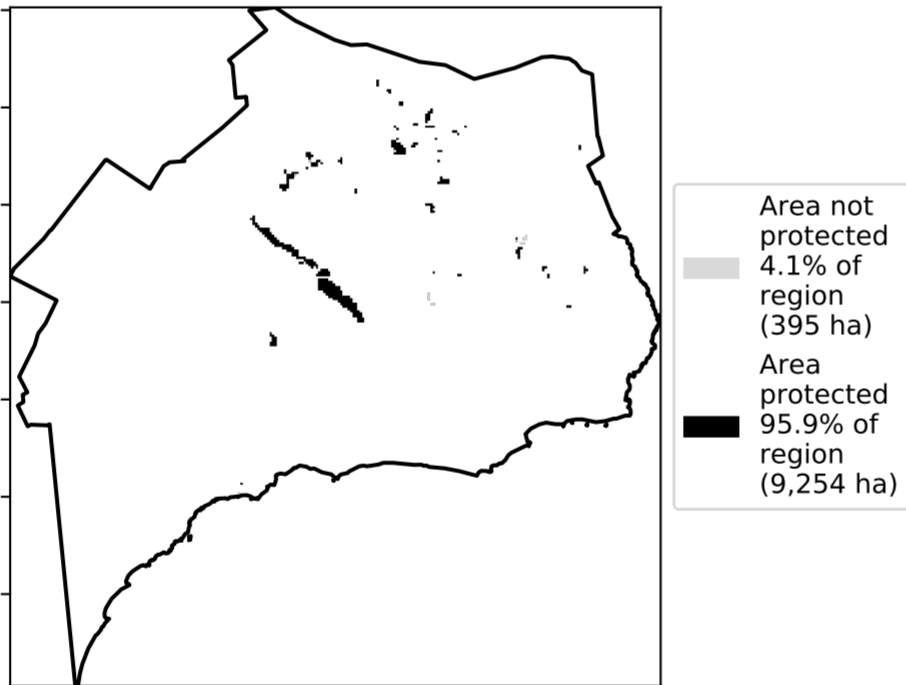 Area not
protected
4.1% of
region
(395 ha)
Area
protected
95.9% of
region
(9,254 ha)